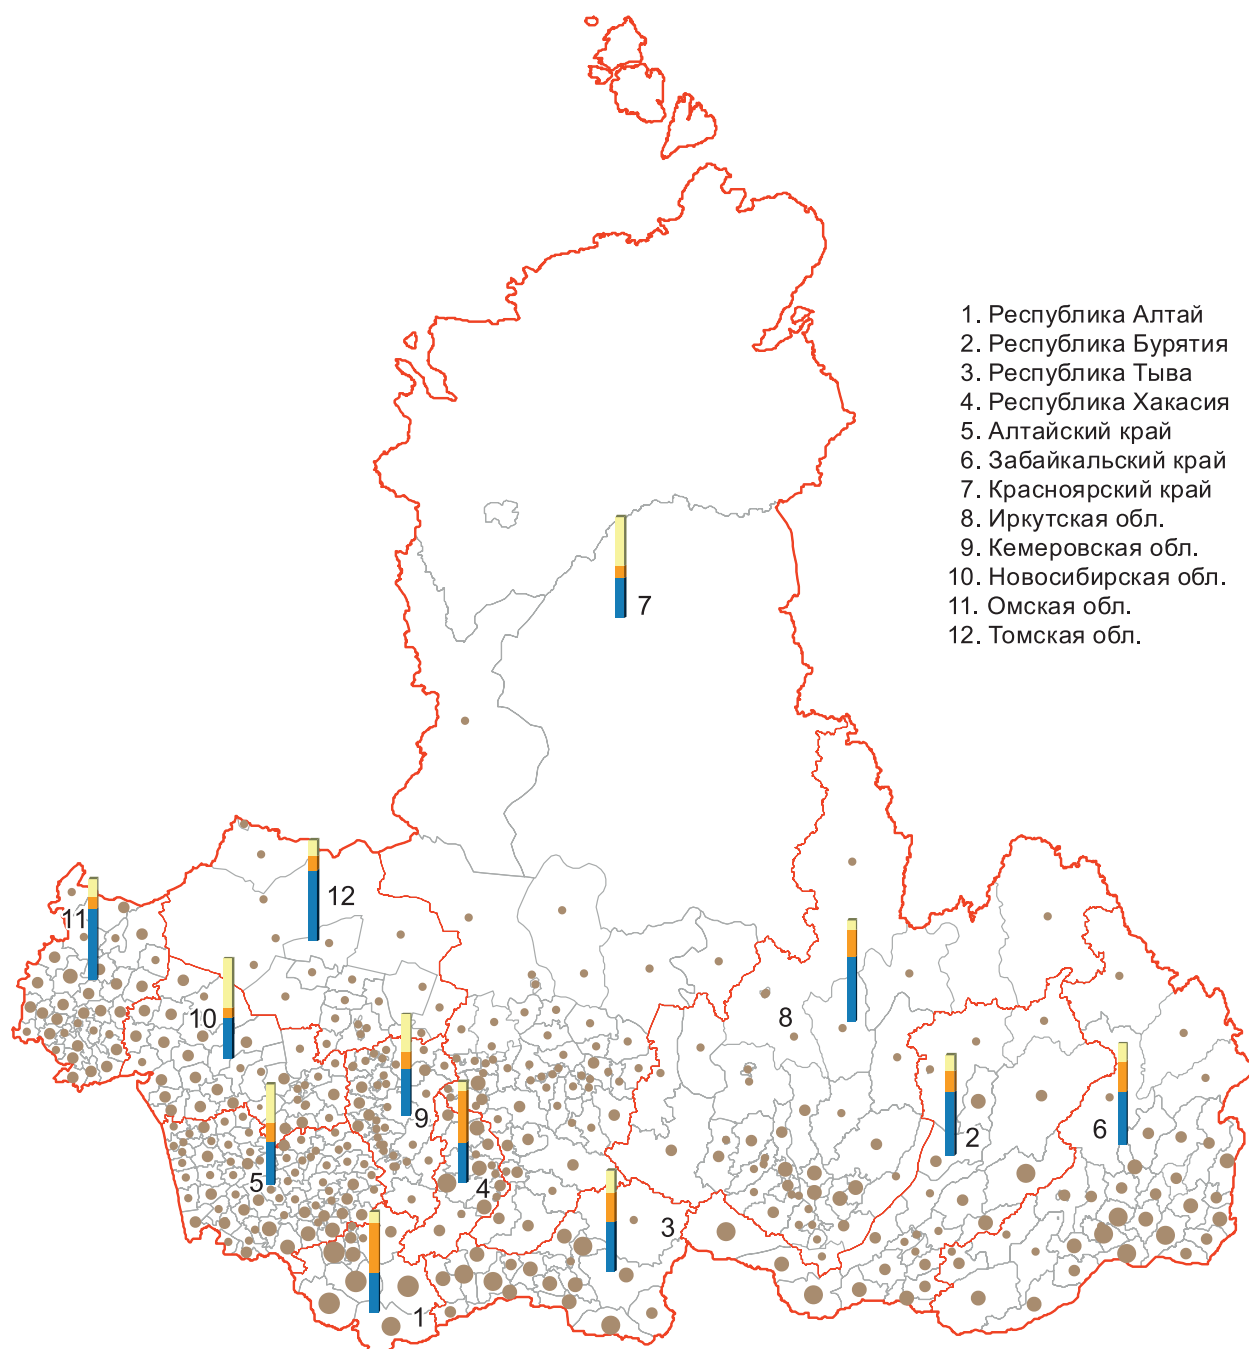 1. Республика Алтай
2. Республика Бурятия
3. Республика Тыва
4. Республика Хакасия
5. Алтайский край
6. Забайкальский край
7. Красноярский край
8. Иркутская обл.
9. Кемеровская обл.
10. Новосибирская обл.
11. Омская обл.
12. Томская обл.
7
12
11
10
8
9
6
2
5
4
3
1